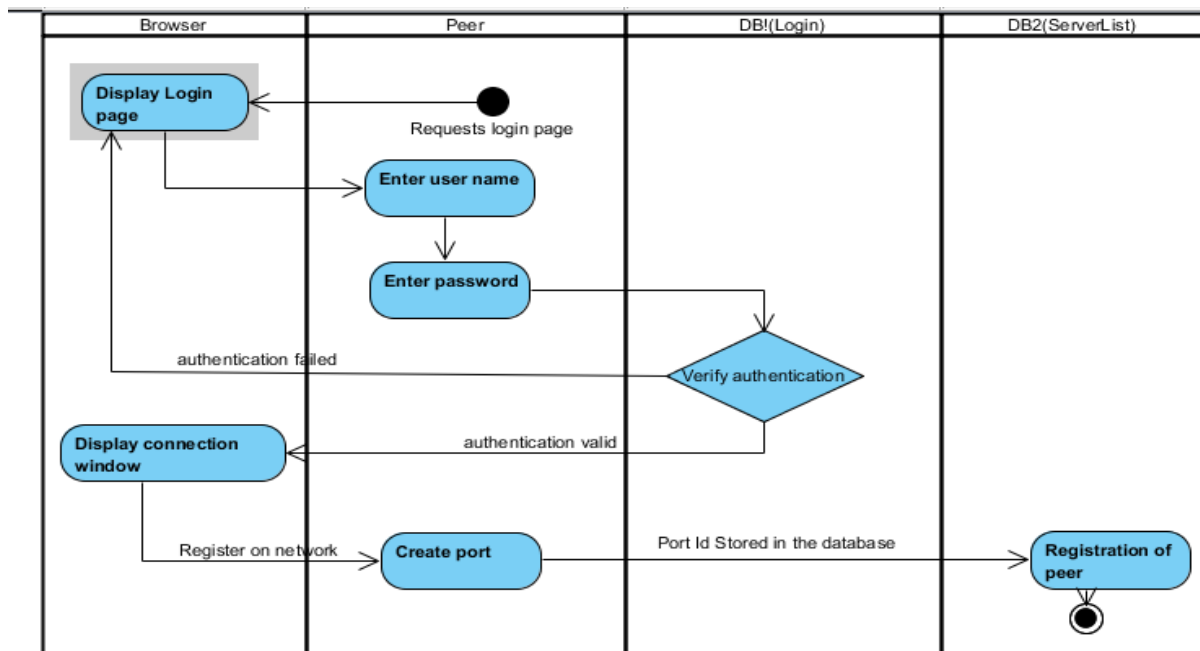 Browser
Peer
DB!(Login)
DB2(ServerList)
Display Login
page
Requests login page
Enter user name
Enter password
authentication failed
Verify authentication
Display connection
window
authentication valid
Register on network
Create port
Port Id Stored in the database
Registration of
peer